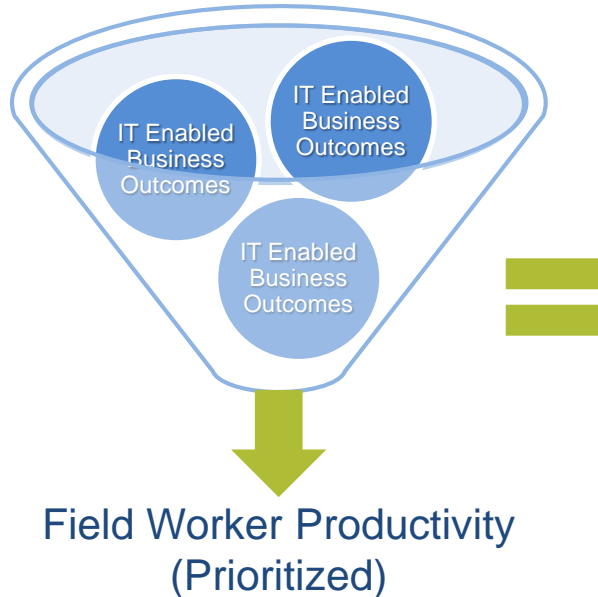 IT Enabled
Business
Outcomes
IT Enabled
Business
Outcomes
IT Enabled
Business
Outcomes
Field Worker Productivity
(Prioritized)